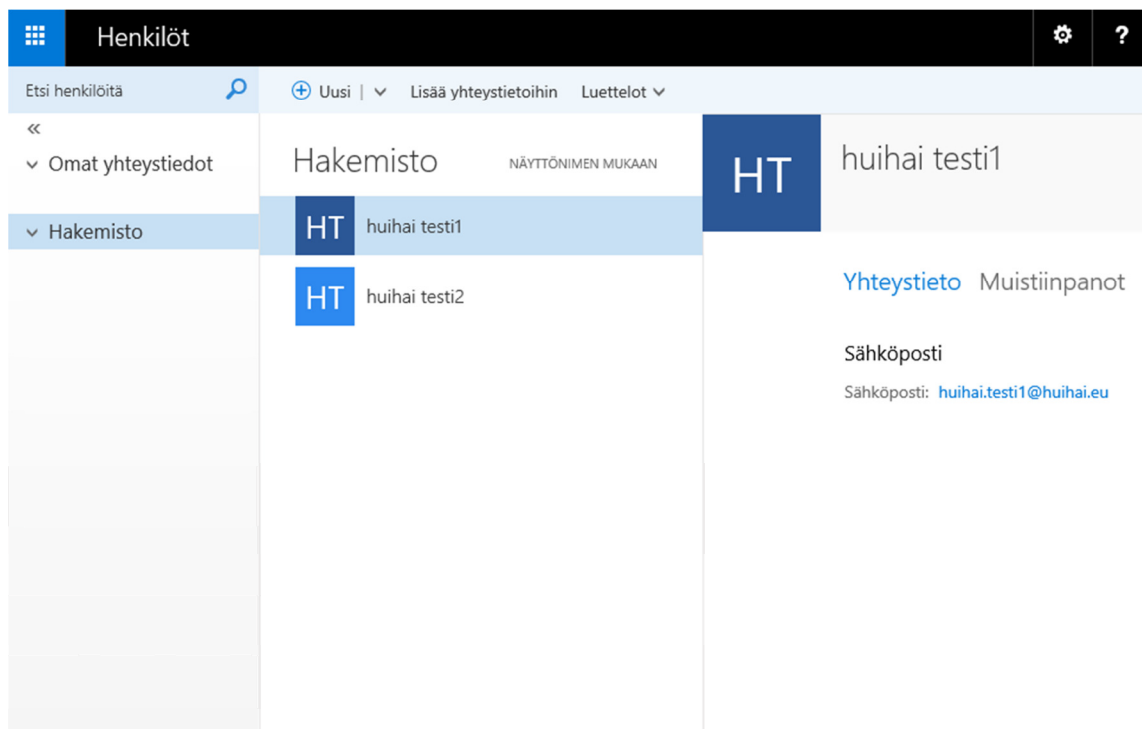 Henkilöt
?
Etsi henkilöitä
Uusi | Lisää yhteystietoihin Luettelot
«
Omat yhteystiedot
Hakemisto
Hakemisto NÄYTTÖNIMEN MUKAAN
HT huihai testi1
HT huihai testi2
HT huihai testi1
Yhteystieto Muistiinpanot
Sähköposti
Sähköposti: huihai.testi1@huihai.eu